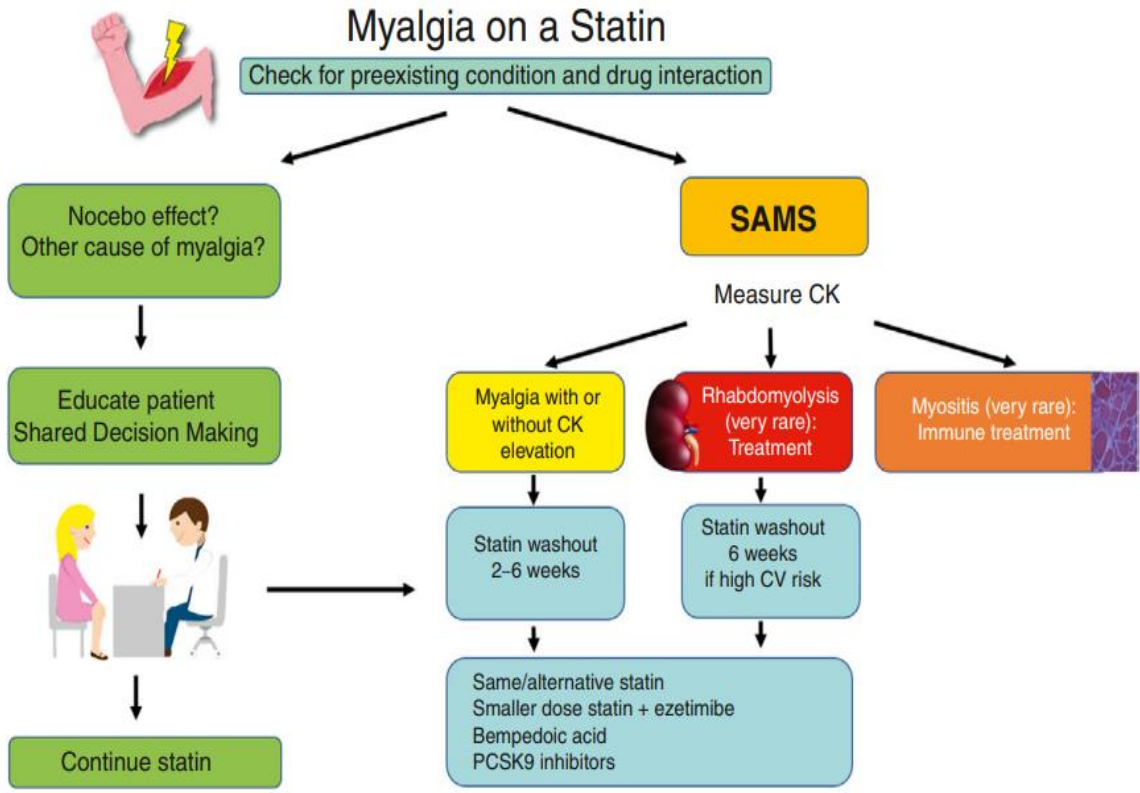 Myalgia on a Statin
Check for preexisting condition and drug interaction
Nocebo effect?
Other cause of myalgia?
SAMS
Measure CK
Educate patient
Shared Decision Making
Myalgia with or
without CK
elevation
Rhabdomyolysis
(very rare):
Treatment
Myositis (very rare):
Immune treatment
Statin washout
2–6 weeks
Statin washout
6 weeks
if high CV risk
Same/alternative statin
Smaller dose statin + ezetimibe
Bempedoic acid
PCSK9 inhibitors
Continue statin